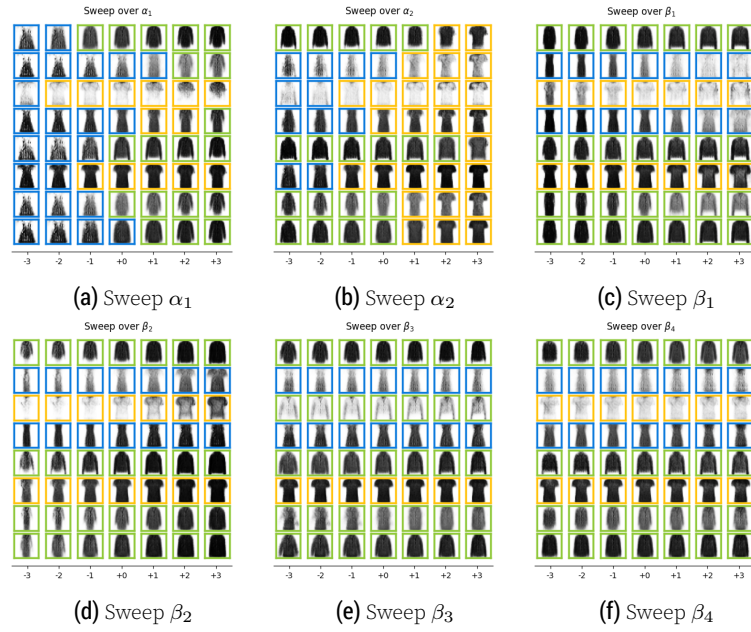 Sweep over α₁
Sweep over α₂
Sweep over β₁
-3 -2 -1 +0 +1 +2 +3
-3 -2 -1 +0 +1 +2 +3
-3 -2 -1 +0 +1 +2 +3
(a) Sweep α₁
(b) Sweep α₂
(c) Sweep β₁
Sweep over β₂
Sweep over β₃
Sweep over β₄
-3 -2 -1 +0 +1 +2 +3
-3 -2 -1 +0 +1 +2 +3
-3 -2 -1 +0 +1 +2 +3
(d) Sweep β₂
(e) Sweep β₃
(f) Sweep β₄